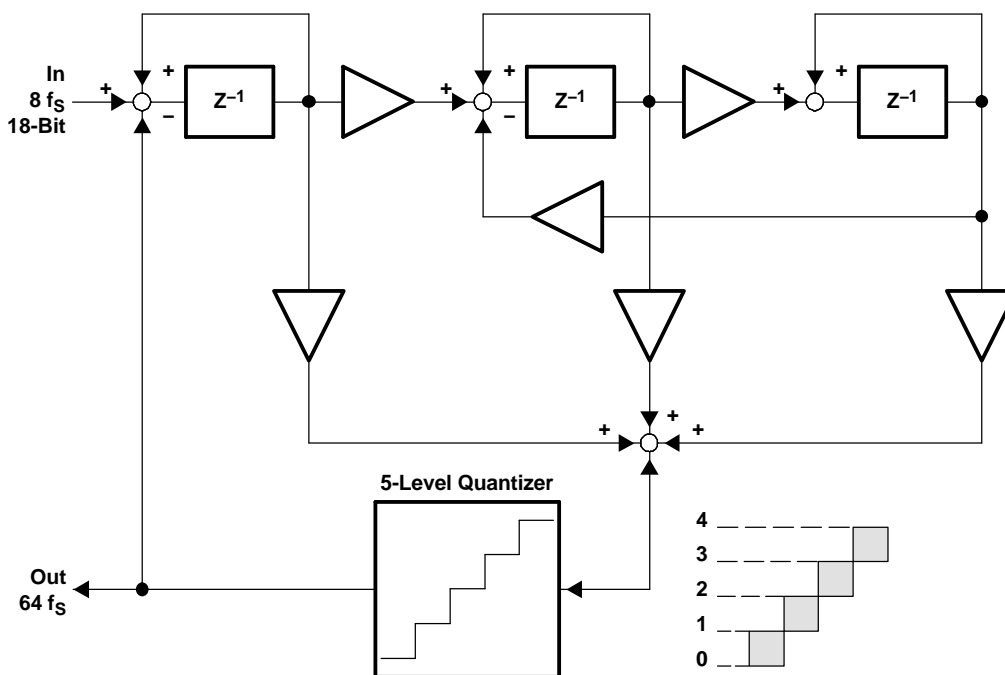 In
8 fS
18-Bit
+
+
–
Z–1
+
+
–
Z–1
+
+
Z–1
+
+
+
5-Level Quantizer
Out
64 fS
4
3
2
1
0